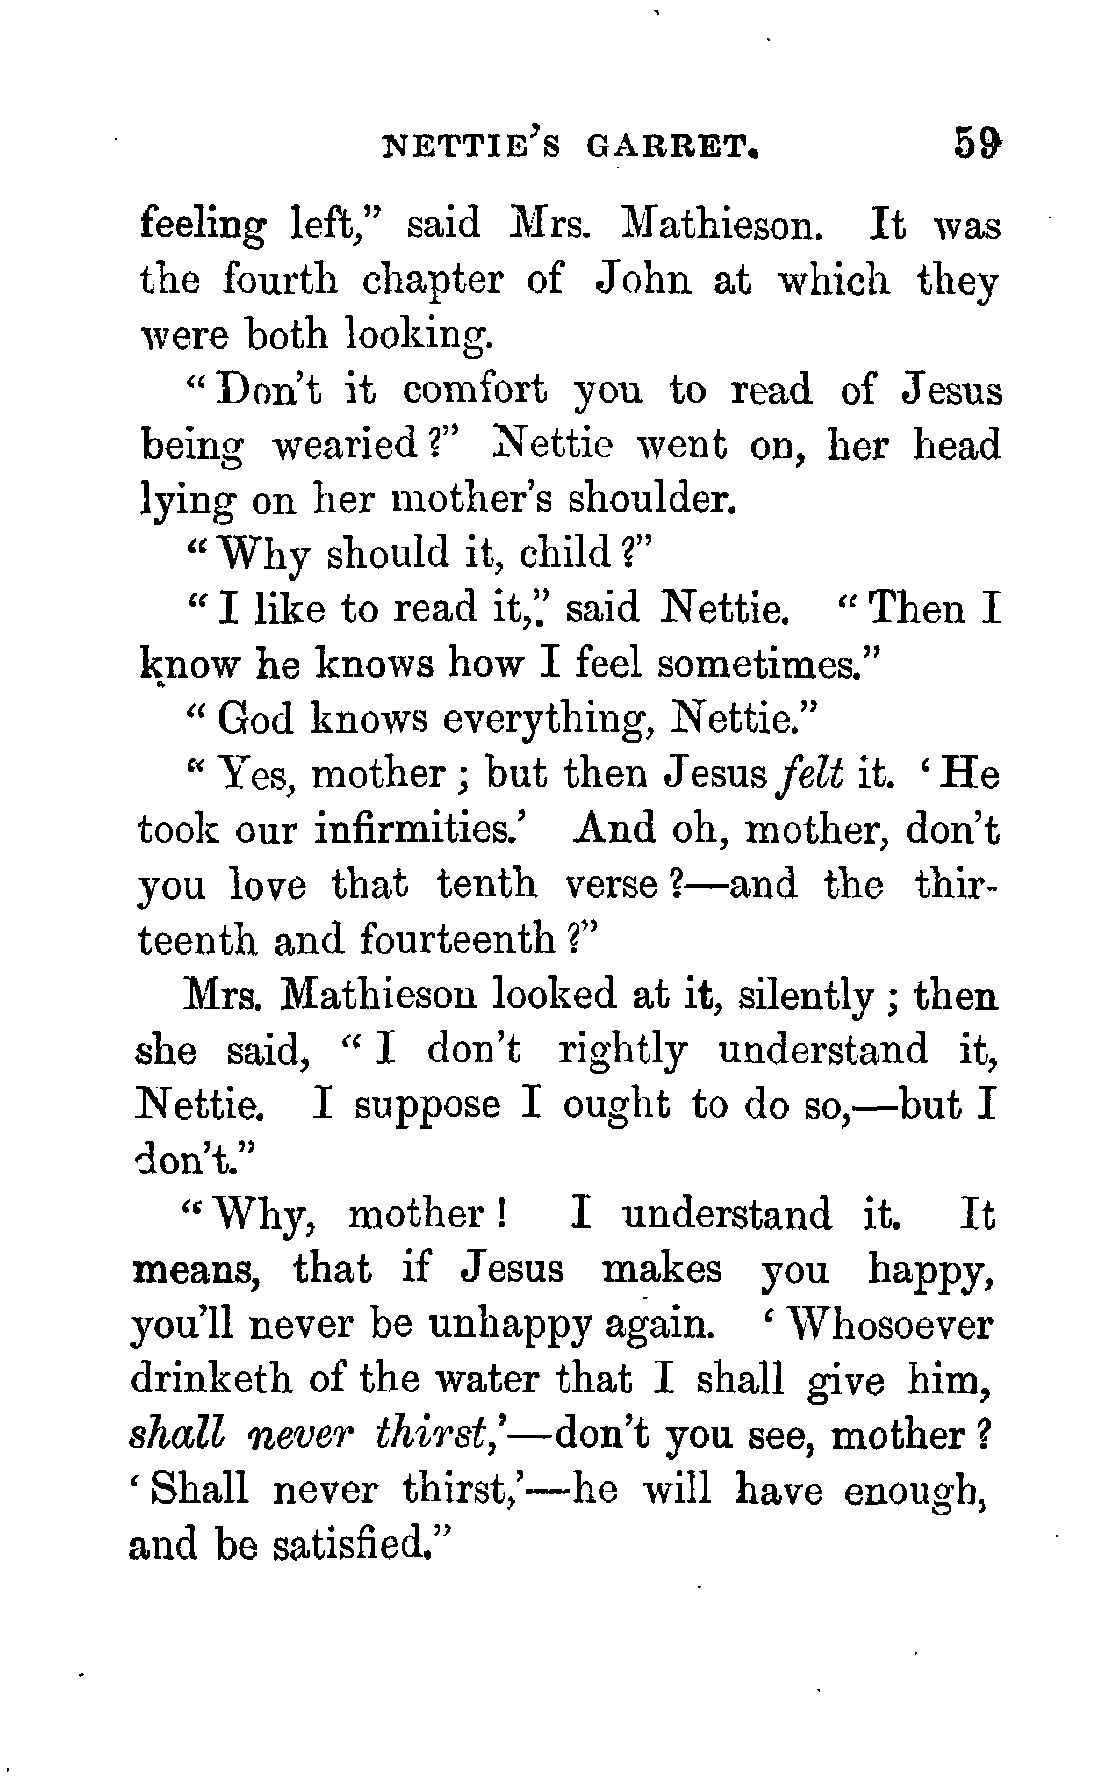 NETTIE'S GARRET. 59
feeling left," said Mrs. Mathieson. It was
the fourth chapter of John at which they
were both looking.
"Don't it comfort you to read of Jesus
being wearied?" Nettie went on, her head
lying on her mother's shoulder.
"Why should it, child?"
"I like to read it," said Nettie. "Then I
know he knows how I feel sometimes."
"God knows everything, Nettie."
"Yes, mother; but then Jesus felt it. 'He
took our infirmities.' And oh, mother, don't
you love that tenth verse?—and the thir-
teenth and fourteenth?"
Mrs. Mathieson looked at it, silently; then
she said, "I don't rightly understand it,
Nettie. I suppose I ought to do so,—but I
don't."
"Why, mother! I understand it. It
means, that if Jesus makes you happy,
you'll never be unhappy again. 'Whosoever
drinketh of the water that I shall give him,
shall never thirst,'—don't you see, mother?
'Shall never thirst,'—he will have enough,
and be satisfied."